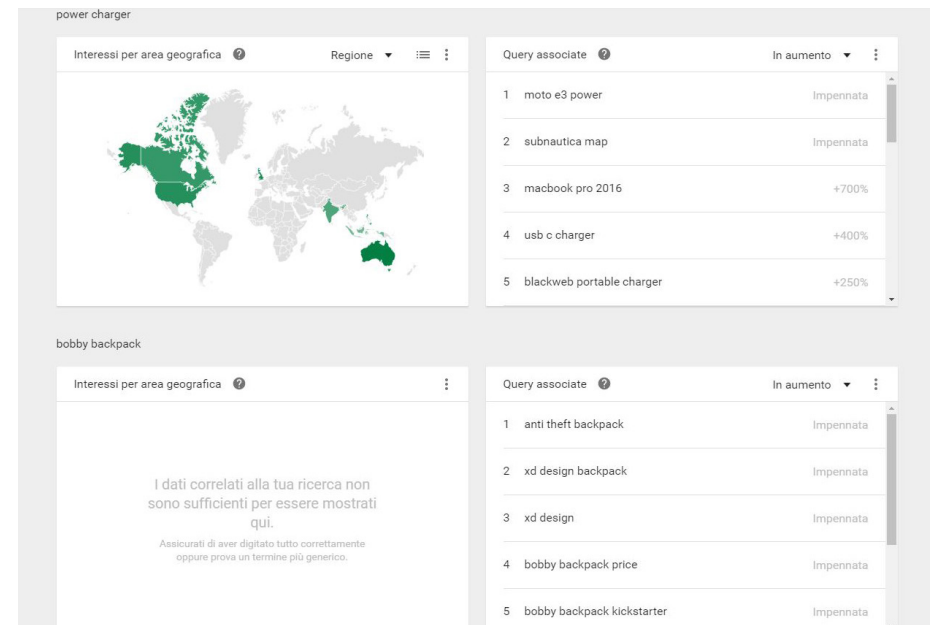 power charger
Interessi per area geografica
Regione
Query associate
In aumento
1 moto e3 power Impennata
2 subnautica map Impennata
3 macbook pro 2016 +700%
4 usb c charger +400%
5 blackweb portable charger +250%
bobby backpack
Interessi per area geografica
I dati correlati alla tua ricerca non
sono sufficienti per essere mostrati
qui.
Assicurati di aver digitato tutto correttamente
oppure prova un termine più generico.
Query associate
In aumento
1 anti theft backpack Impennata
2 xd design backpack Impennata
3 xd design Impennata
4 bobby backpack price Impennata
5 bobby backpack kickstarter Impennata